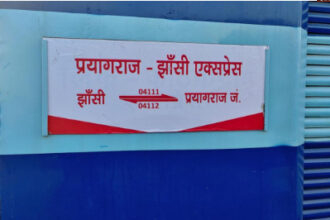 प्रयागराज - झाँसी एक्सप्रेस
04111
झाँसी प्रयागराज जं.
04112